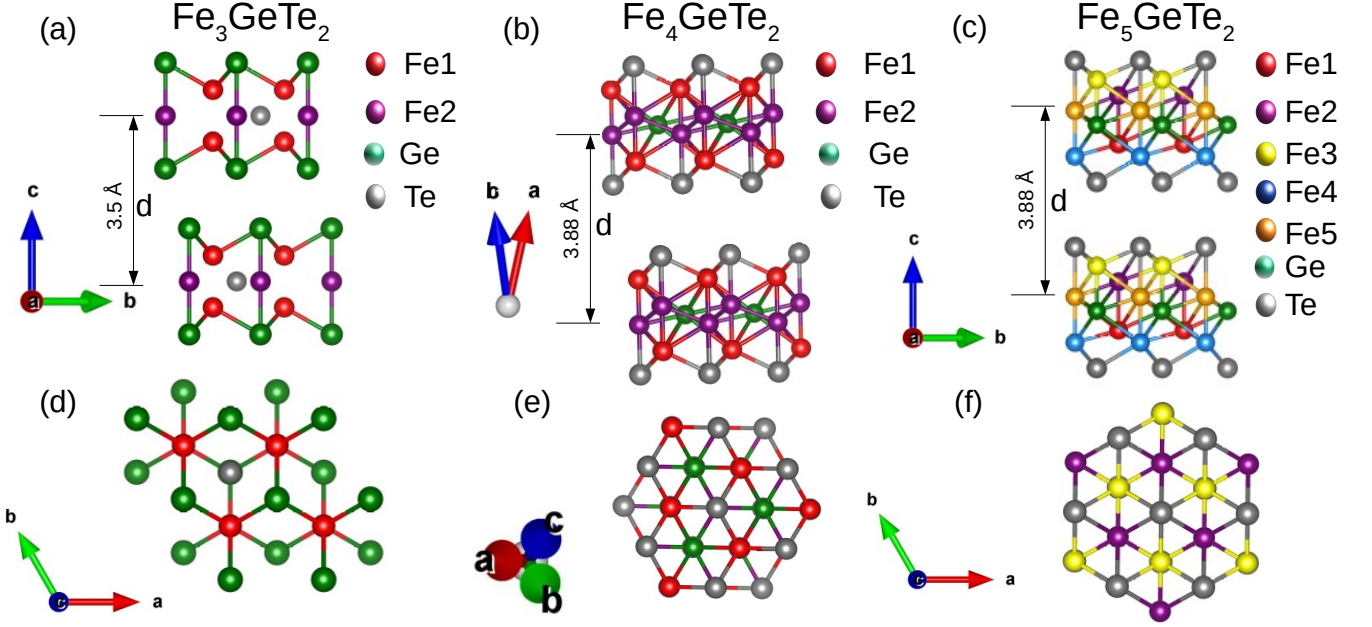 (a) Fe3GeTe2
Fe1
Fe2
Ge
Te
3.5 Å
d
c
a
b
(b) Fe4GeTe2
Fe1
Fe2
Ge
Te
3.88 Å
d
b
a
(c) Fe5GeTe2
Fe1
Fe2
Fe3
Fe4
Fe5
Ge
Te
3.88 Å
d
c
a
b
(d)
b
c
a
(e)
c
a
b
(f)
b
c
a